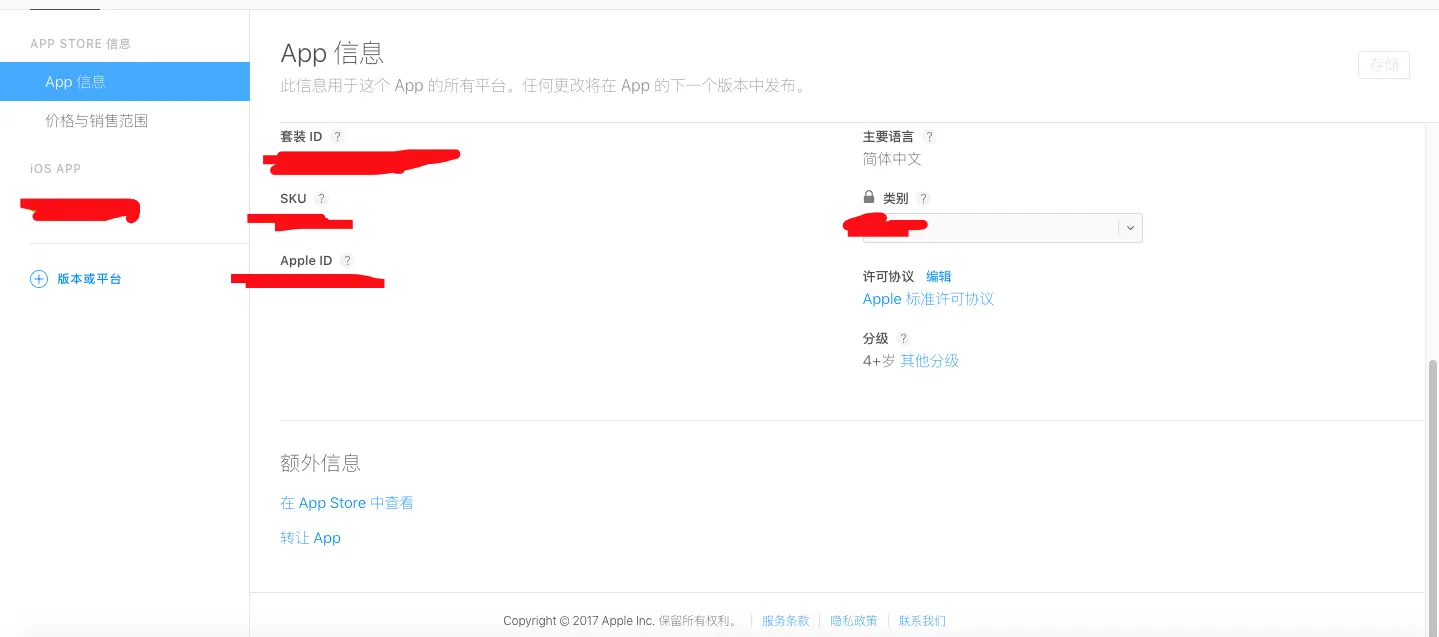 APP STORE 信息
App 信息
价格与销售范围
iOS APP
版本或平台
App 信息
此信息用于这个 App 的所有平台。任何更改将在 App 的下一个版本中发布。
存储
套装 ID ?
SKU ?
Apple ID ?
主要语言 ?
简体中文
类别 ?
许可协议 编辑
Apple 标准许可协议
分级 ?
4+岁 其他分级
额外信息
在 App Store 中查看
转让 App
Copyright © 2017 Apple Inc. 保留所有权利。 服务条款 隐私政策 联系我们